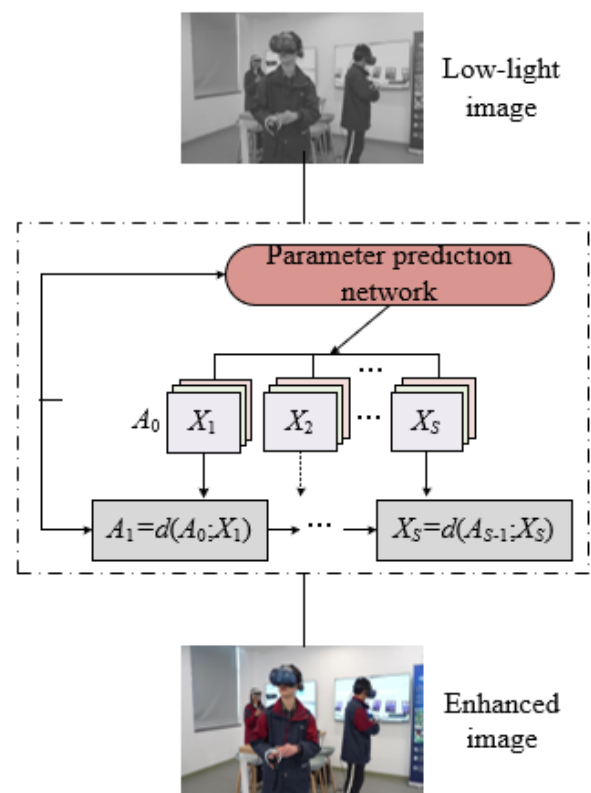 Low-light
image
Parameter prediction
network
...
A0 X1 X2 ... XS
A1=d(A0;X1) ... XS=d(AS-1;XS)
Enhanced
image